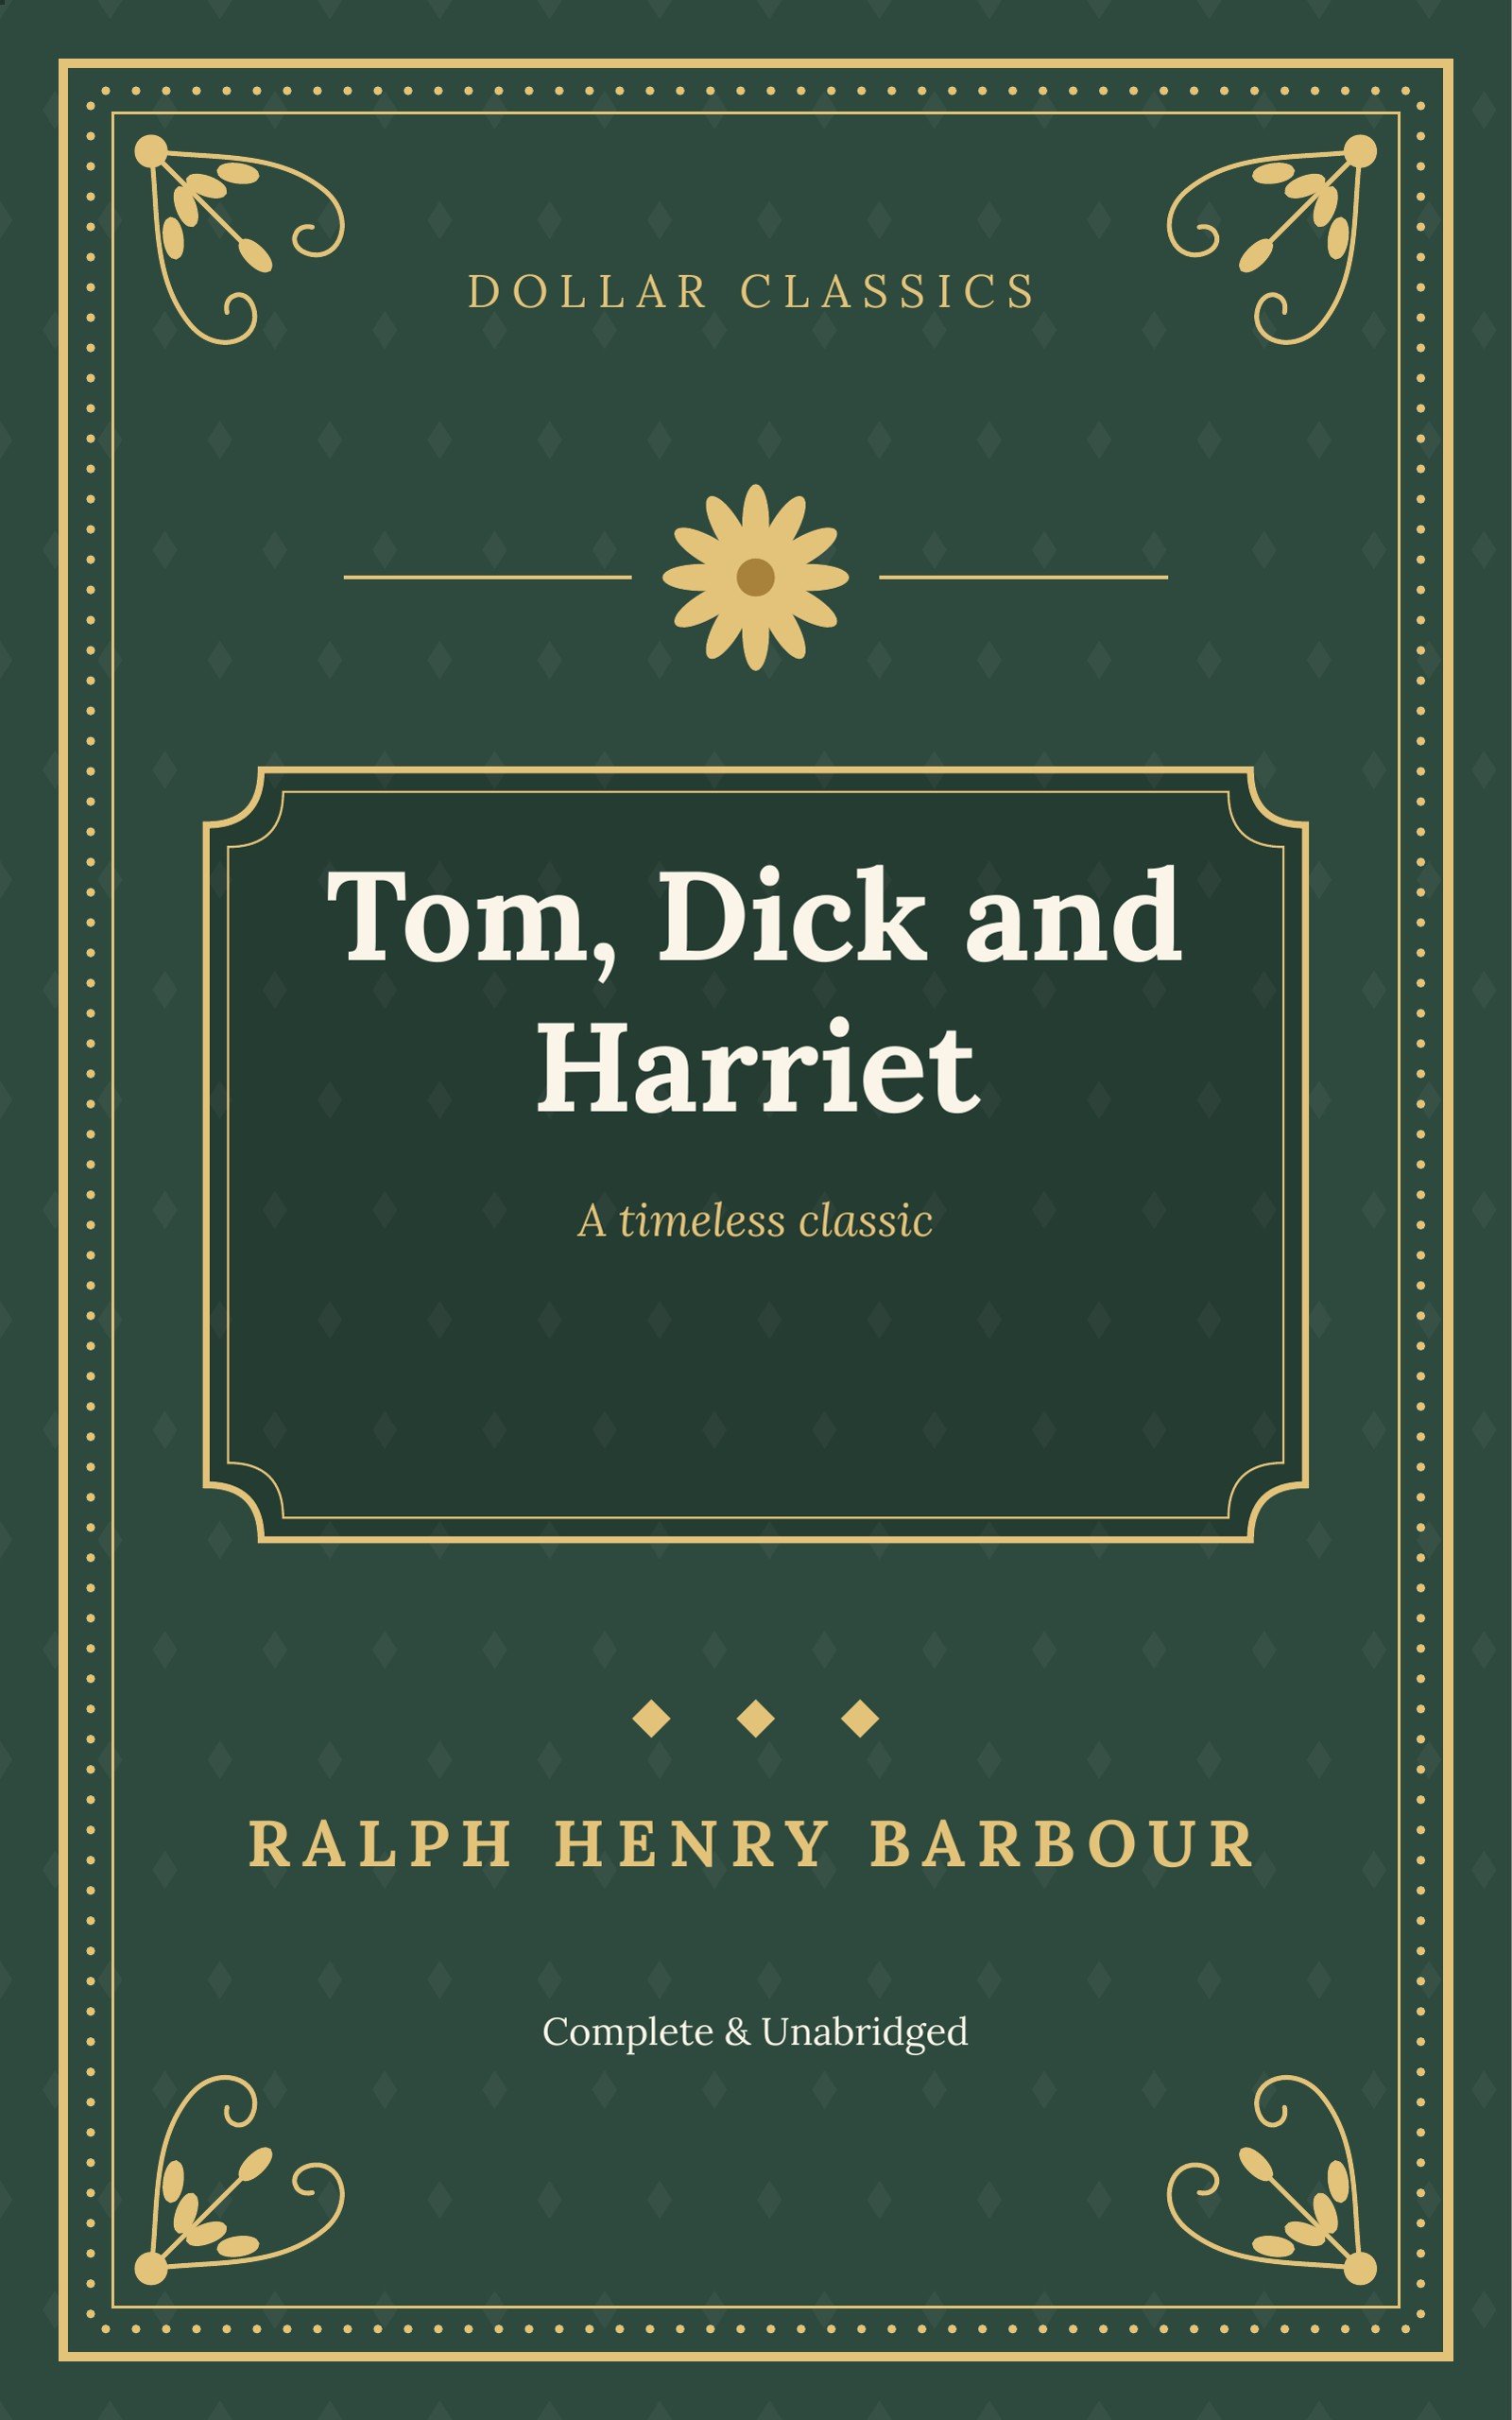 DOLLAR CLASSICS
Tom, Dick and
Harriet
A timeless classic
RALPH HENRY BARBOUR
Complete & Unabridged